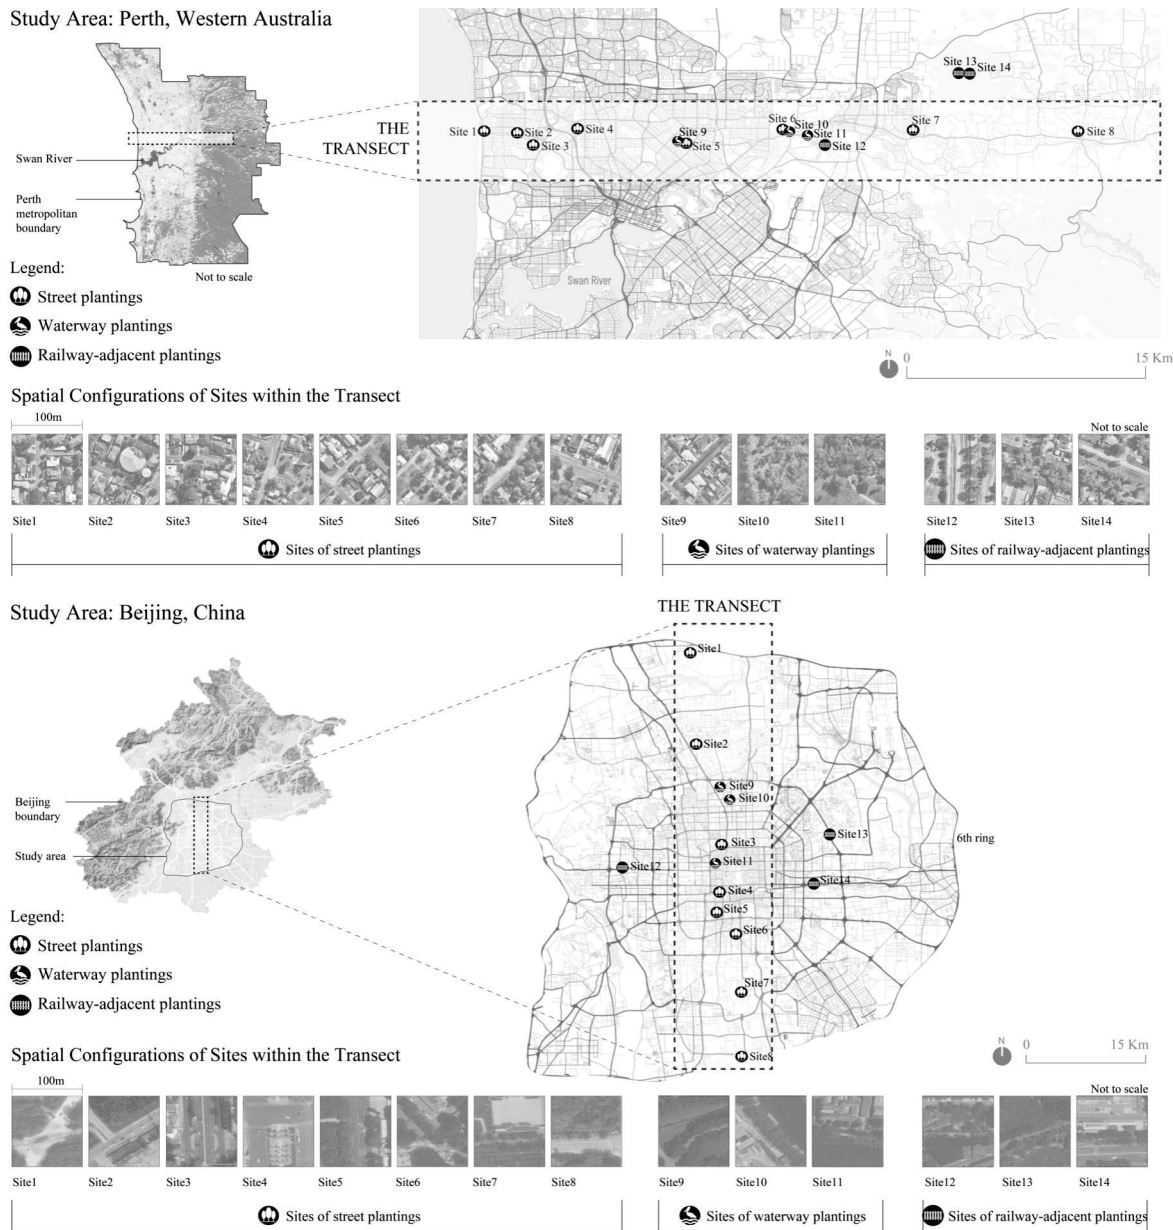 Study Area: Perth, Western Australia
Swan River
Perth
metropolitan
boundary
Not to scale
Legend:
Street plantings
Waterway plantings
Railway-adjacent plantings
THE
TRANSECT
Site 13
Site 14
Site 1
Site 2
Site 3
Site 4
Site 9
Site 5
Site 6
Site 10
Site 11
Site 12
Site 7
Site 8
Swan River
N
0
15 Km
Spatial Configurations of Sites within the Transect
100m
Not to scale
Site1
Site2
Site3
Site4
Site5
Site6
Site7
Site8
Site9
Site10
Site11
Site12
Site13
Site14
Sites of street plantings
Sites of waterway plantings
Sites of railway-adjacent plantings
Study Area: Beijing, China
THE TRANSECT
Beijing
boundary
Study area
Legend:
Street plantings
Waterway plantings
Railway-adjacent plantings
Site1
Site2
Site9
Site10
Site13
Site3
6th ring
Site11
Site12
Site14
Site4
Site5
Site6
Site7
Site8
N
0
15 Km
Spatial Configurations of Sites within the Transect
100m
Not to scale
Site1
Site2
Site3
Site4
Site5
Site6
Site7
Site8
Site9
Site10
Site11
Site12
Site13
Site14
Sites of street plantings
Sites of waterway plantings
Sites of railway-adjacent plantings